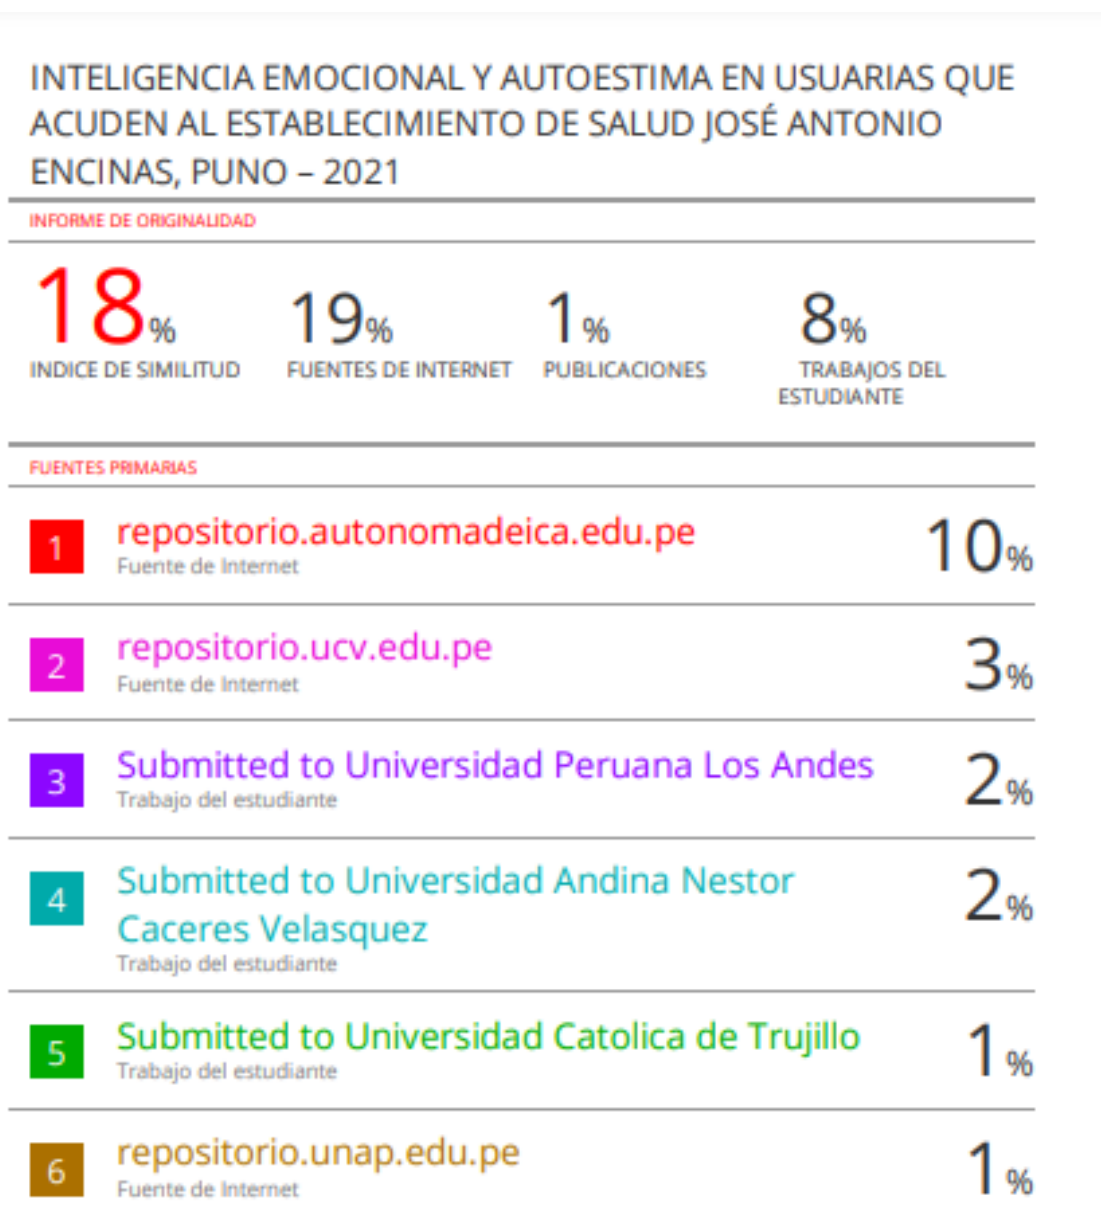 INTELIGENCIA EMOCIONAL Y AUTOESTIMA EN USUARIAS QUE
ACUDEN AL ESTABLECIMIENTO DE SALUD JOSÉ ANTONIO
ENCINAS, PUNO – 2021
INFORME DE ORIGINALIDAD
18% 19% 1% 8%
INDICE DE SIMILITUD FUENTES DE INTERNET PUBLICACIONES TRABAJOS DEL
ESTUDIANTE
FUENTES PRIMARIAS
1 repositorio.autonomadeica.edu.pe 10%
Fuente de Internet
2 repositorio.ucv.edu.pe 3%
Fuente de Internet
3 Submitted to Universidad Peruana Los Andes 2%
Trabajo del estudiante
4 Submitted to Universidad Andina Nestor 2%
Caceres Velasquez
Trabajo del estudiante
5 Submitted to Universidad Catolica de Trujillo 1%
Trabajo del estudiante
6 repositorio.unap.edu.pe 1%
Fuente de Internet